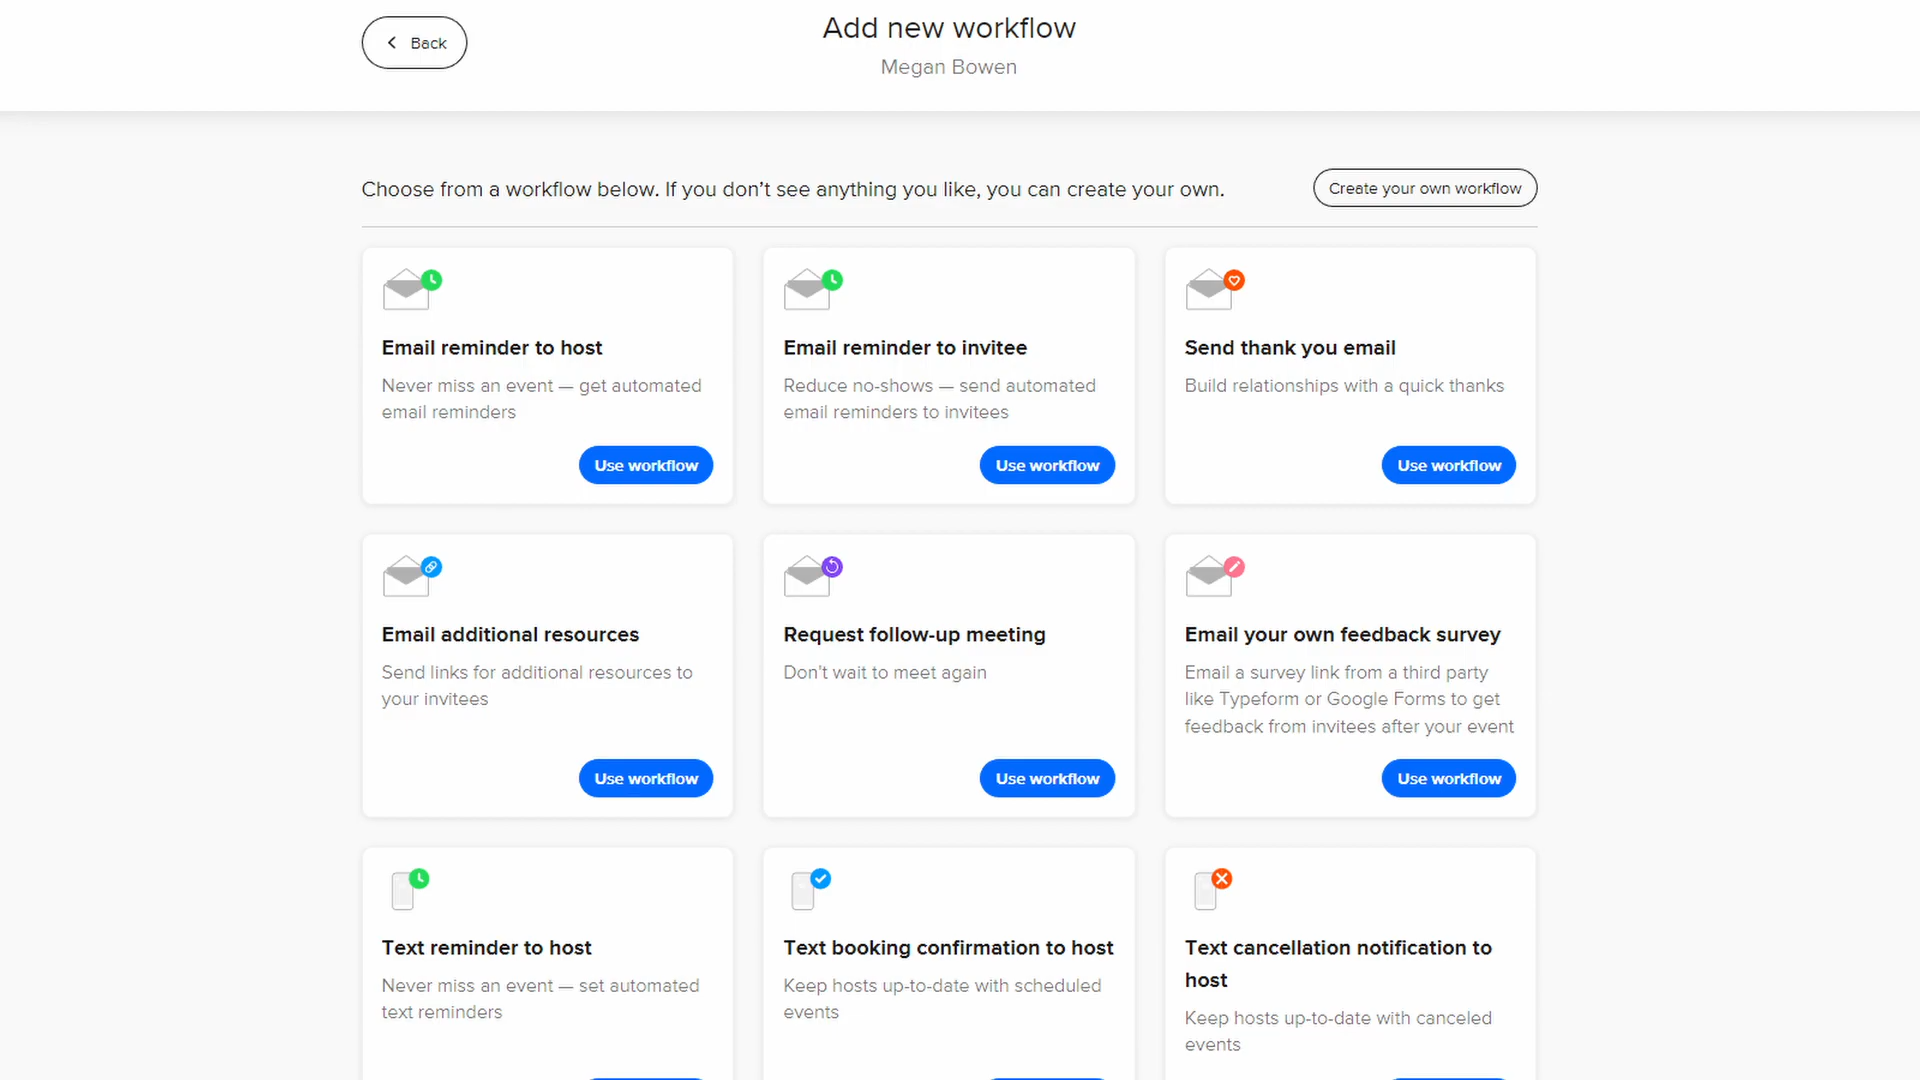 Back
Add new workflow
Megan Bowen
Choose from a workflow below. If you don’t see anything you like, you can create your own.
Create your own workflow
Email reminder to host
Never miss an event — get automated
email reminders
Use workflow
Email reminder to invitee
Reduce no-shows — send automated
email reminders to invitees
Use workflow
Send thank you email
Build relationships with a quick thanks
Use workflow
Email additional resources
Send links for additional resources to
your invitees
Use workflow
Request follow-up meeting
Don't wait to meet again
Use workflow
Email your own feedback survey
Email a survey link from a third party
like Typeform or Google Forms to get
feedback from invitees after your event
Use workflow
Text reminder to host
Never miss an event — set automated
text reminders
Text booking confirmation to host
Keep hosts up-to-date with scheduled
events
Text cancellation notification to
host
Keep hosts up-to-date with canceled
events